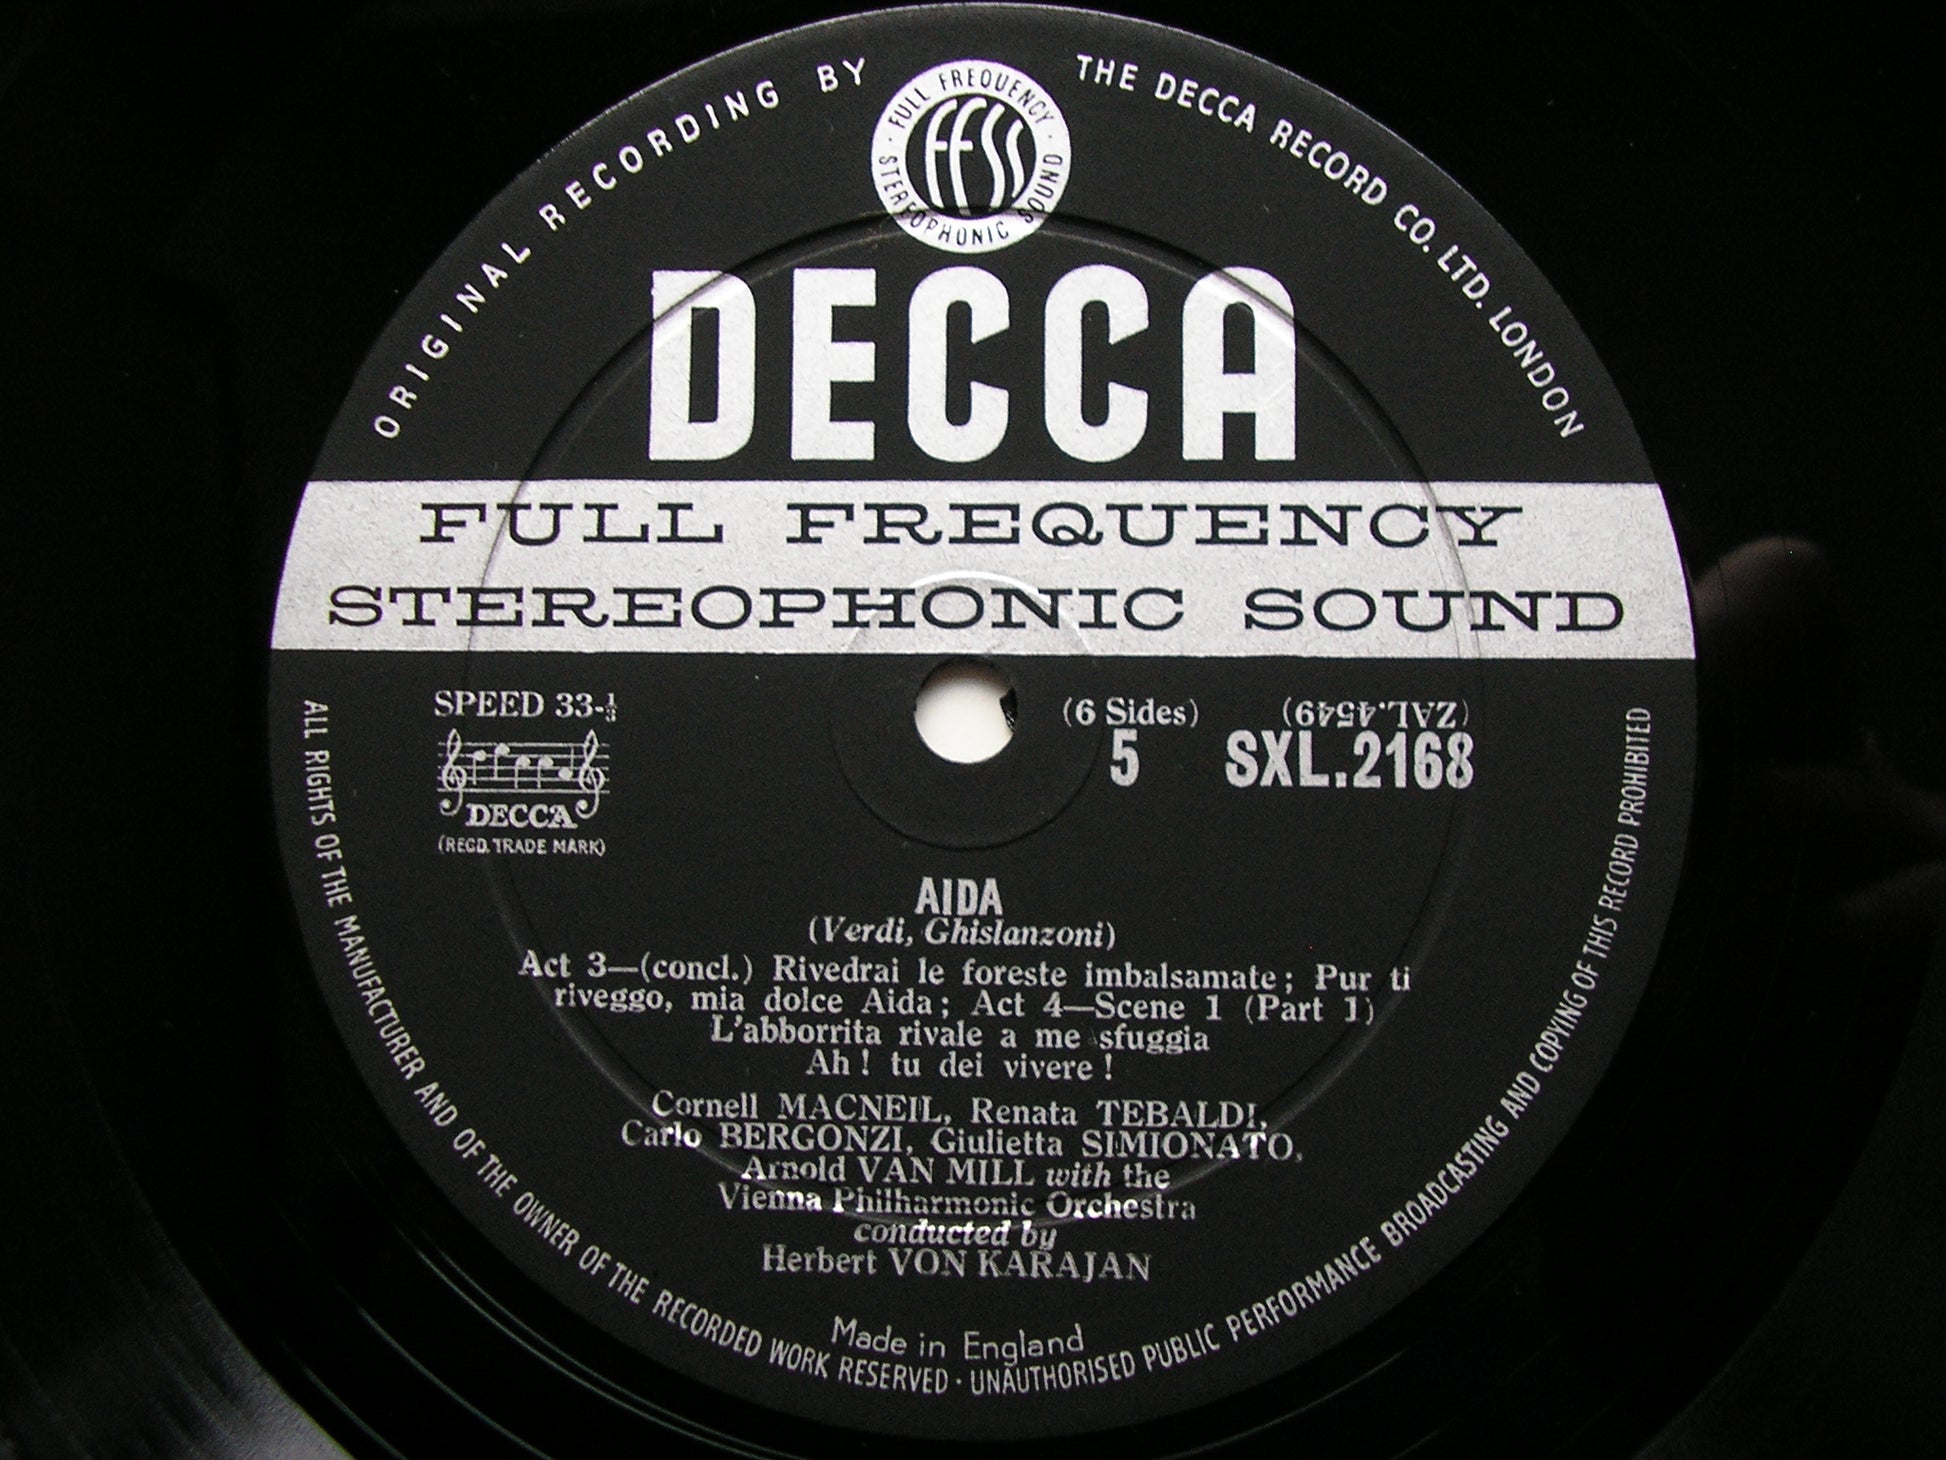 ORIGINAL RECORDING BY THE DECCA RECORD CO. LTD. LONDON
· FULL FREQUENCY · STEREOPHONIC SOUND
FFSS
DECCA
FULL FREQUENCY
STEREOPHONIC SOUND
SPEED 33-⅓
DECCA
(REGD. TRADE MARK)
(6 Sides)
5
(ZAL.4549)
SXL.2168
AIDA
(Verdi, Ghislanzoni)
Act 3—(concl.) Rivedrai le foreste imbalsamate; Pur ti
riveggo, mia dolce Aida; Act 4—Scene 1 (Part 1)
L'abborrita rivale a me sfuggia
Ah! tu dei vivere!
Cornell MACNEIL, Renata TEBALDI,
Carlo BERGONZI, Giulietta SIMIONATO,
Arnold VAN MILL with the
Vienna Philharmonic Orchestra
conducted by
Herbert VON KARAJAN
Made in England
ALL RIGHTS OF THE MANUFACTURER AND OF THE OWNER OF THE RECORDED WORK RESERVED · UNAUTHORISED PUBLIC PERFORMANCE BROADCASTING AND COPYING OF THIS RECORD PROHIBITED